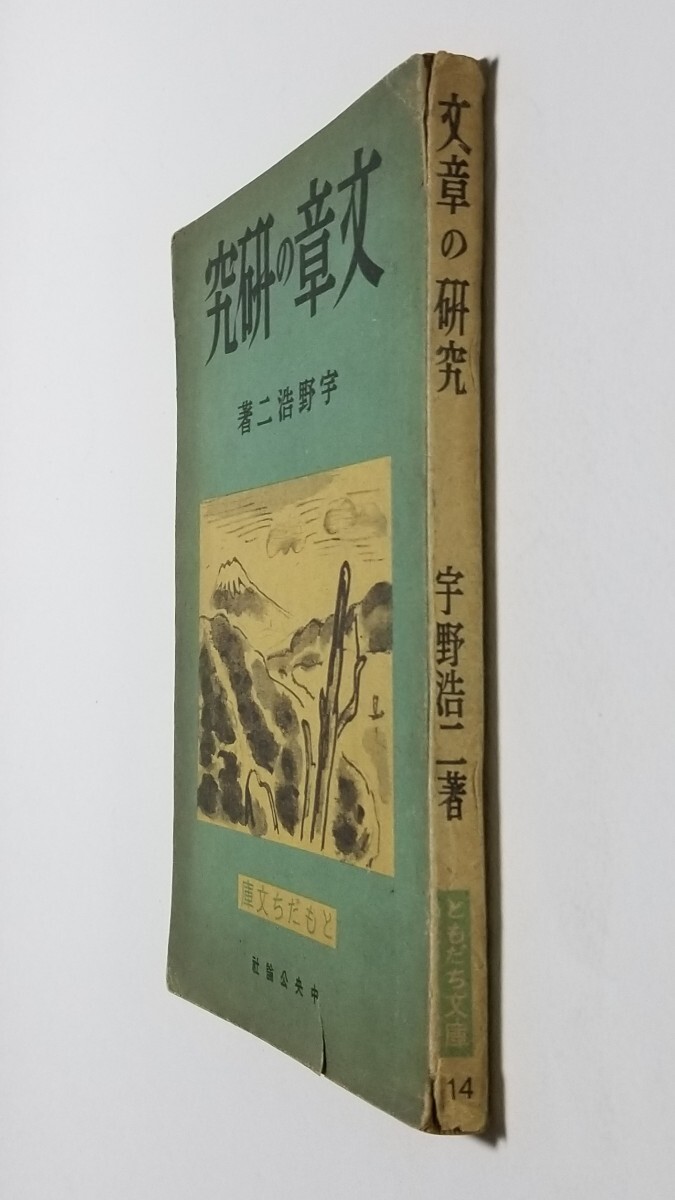 文章の研究
宇野浩二著
ともだち文庫
中央公論社
文章の研究
宇野浩二著
ともだち文庫
14